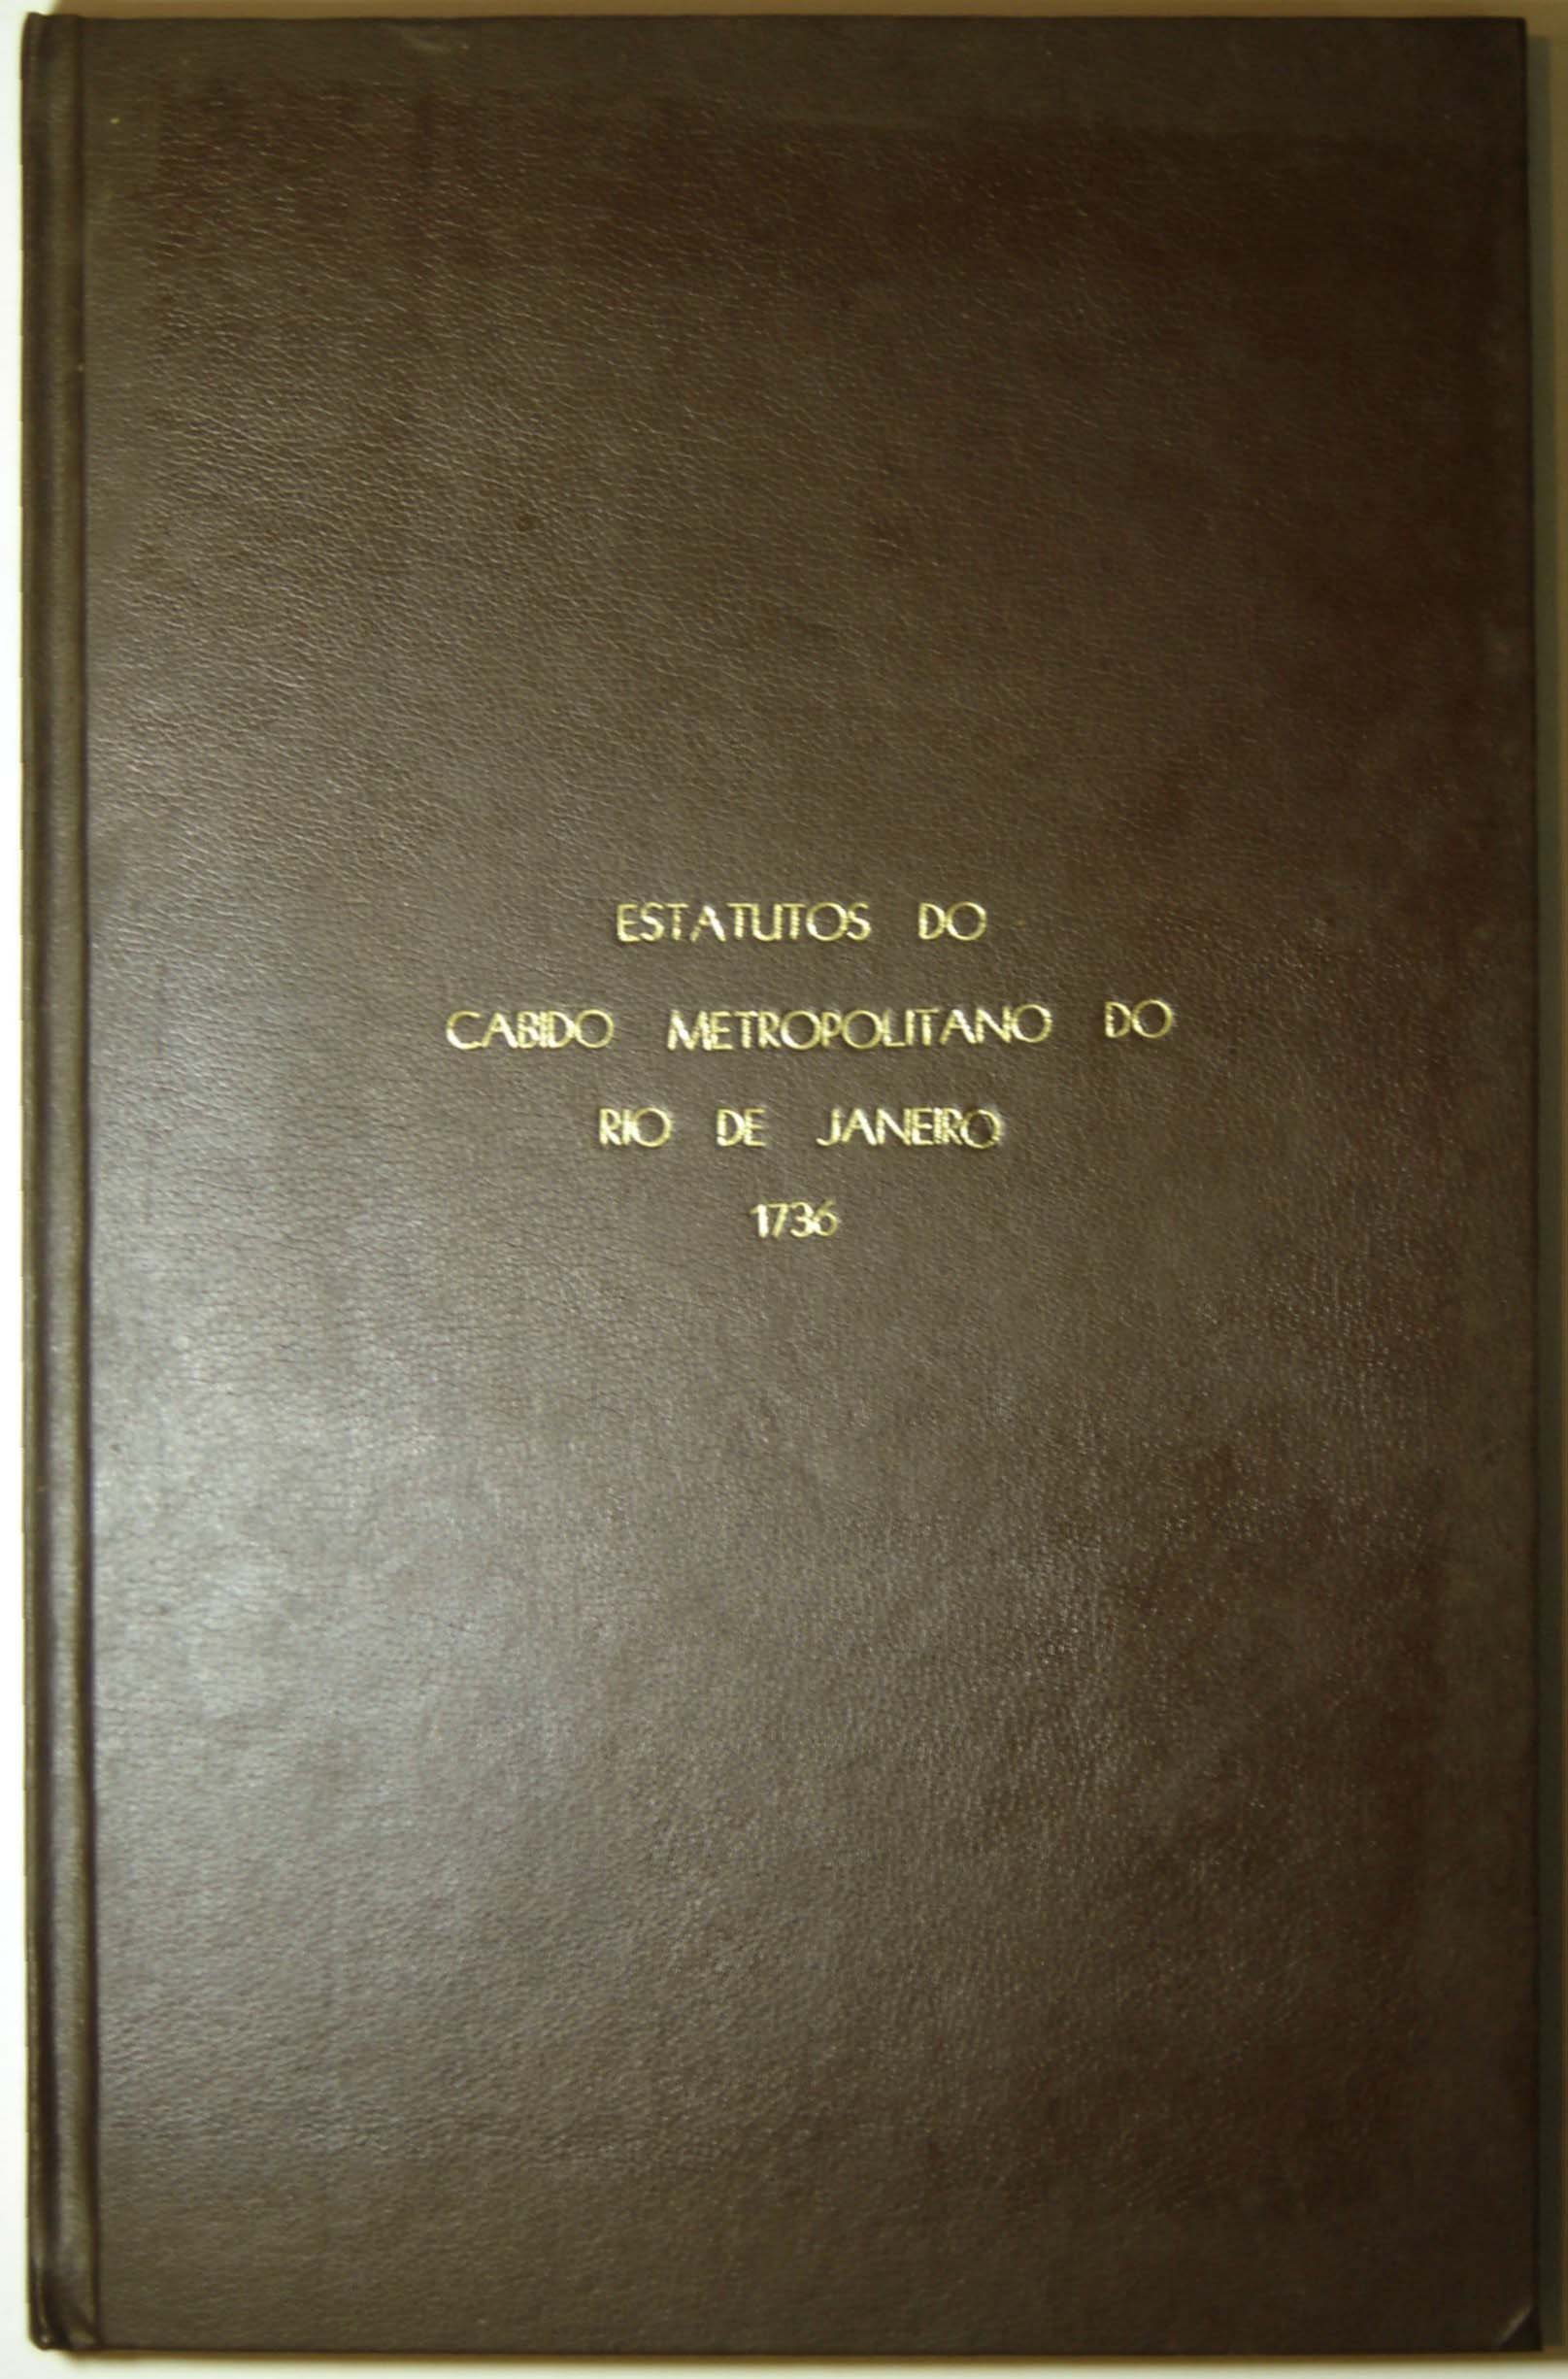 ESTATUTOS DO
CABIDO METROPOLITANO DO
RIO DE JANEIRO
1736